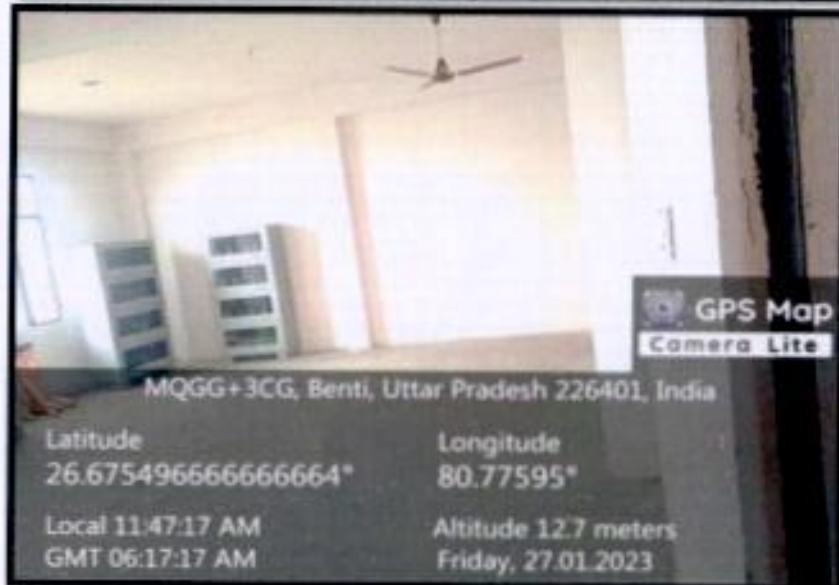 GPS Map
Camera Lite
MQGG+3CG, Benti, Uttar Pradesh 226401, India
Latitude
26.675496666666664°
Longitude
80.77595°
Local 11:47:17 AM
GMT 06:17:17 AM
Altitude 12.7 meters
Friday, 27.01.2023